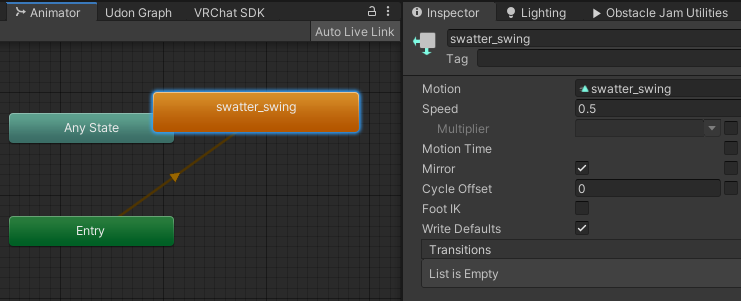 Animator
Udon Graph
VRChat SDK
Auto Live Link
swatter_swing
Any State
Entry
Inspector
Lighting
Obstacle Jam Utilities
swatter_swing
Tag
Motion
swatter_swing
Speed
0.5
Multiplier
Motion Time
Mirror
Cycle Offset
0
Foot IK
Write Defaults
Transitions
List is Empty